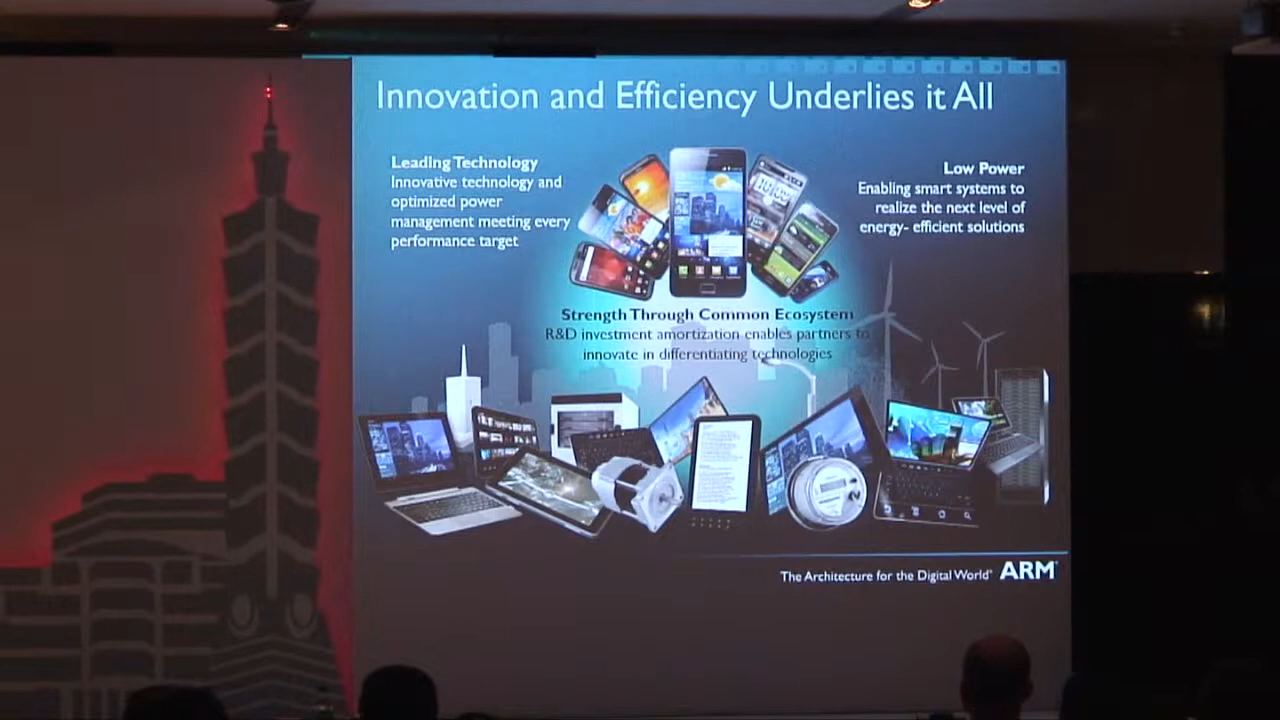 Innovation and Efficiency Underlies it All
Leading Technology
Innovative technology and
optimized power
management meeting every
performance target
Low Power
Enabling smart systems to
realize the next level of
energy- efficient solutions
Strength Through Common Ecosystem
R&D investment amortization enables partners to
innovate in differentiating technologies
The Architecture for the Digital World® ARM®